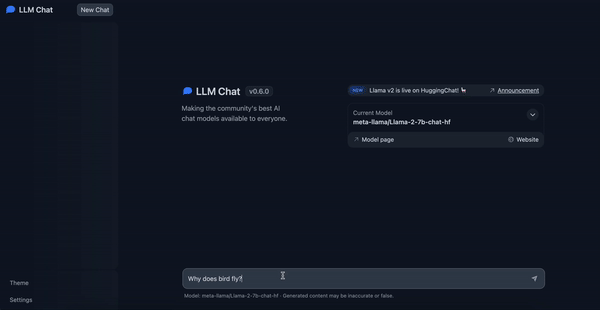 LLM Chat
New Chat
LLM Chat v0.6.0
Making the community's best AI
chat models available to everyone.
NEW Llama v2 is live on HuggingChat! 🦙 Announcement
Current Model
meta-llama/Llama-2-7b-chat-hf
Model page
Website
Why does bird fly?
Model: meta-llama/Llama-2-7b-chat-hf · Generated content may be inaccurate or false.
Theme
Settings